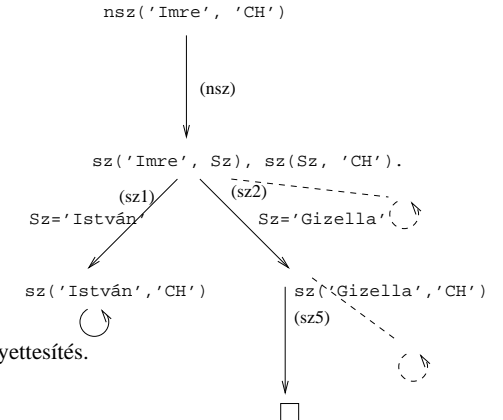 nsz('Imre', 'CH')
(nsz)
sz('Imre', Sz), sz(Sz, 'CH').
(sz1) (sz2)
Sz='István' Sz='Gizella'
sz('István','CH') sz('Gizella','CH')
(sz5)
yettesítés.